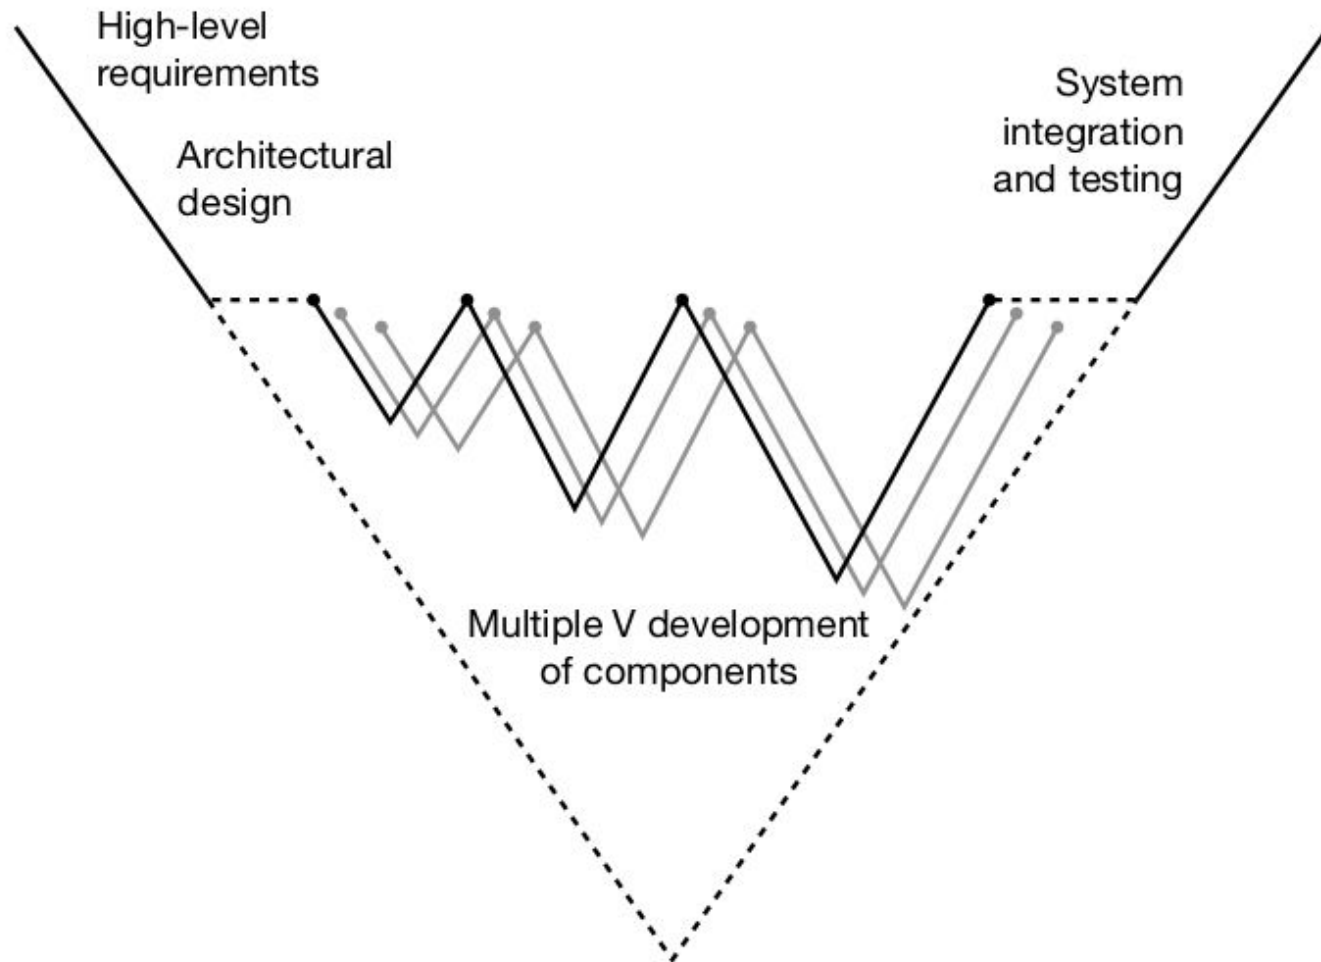 High-level
requirements
Architectural
design
System
integration
and testing
Multiple V development
of components